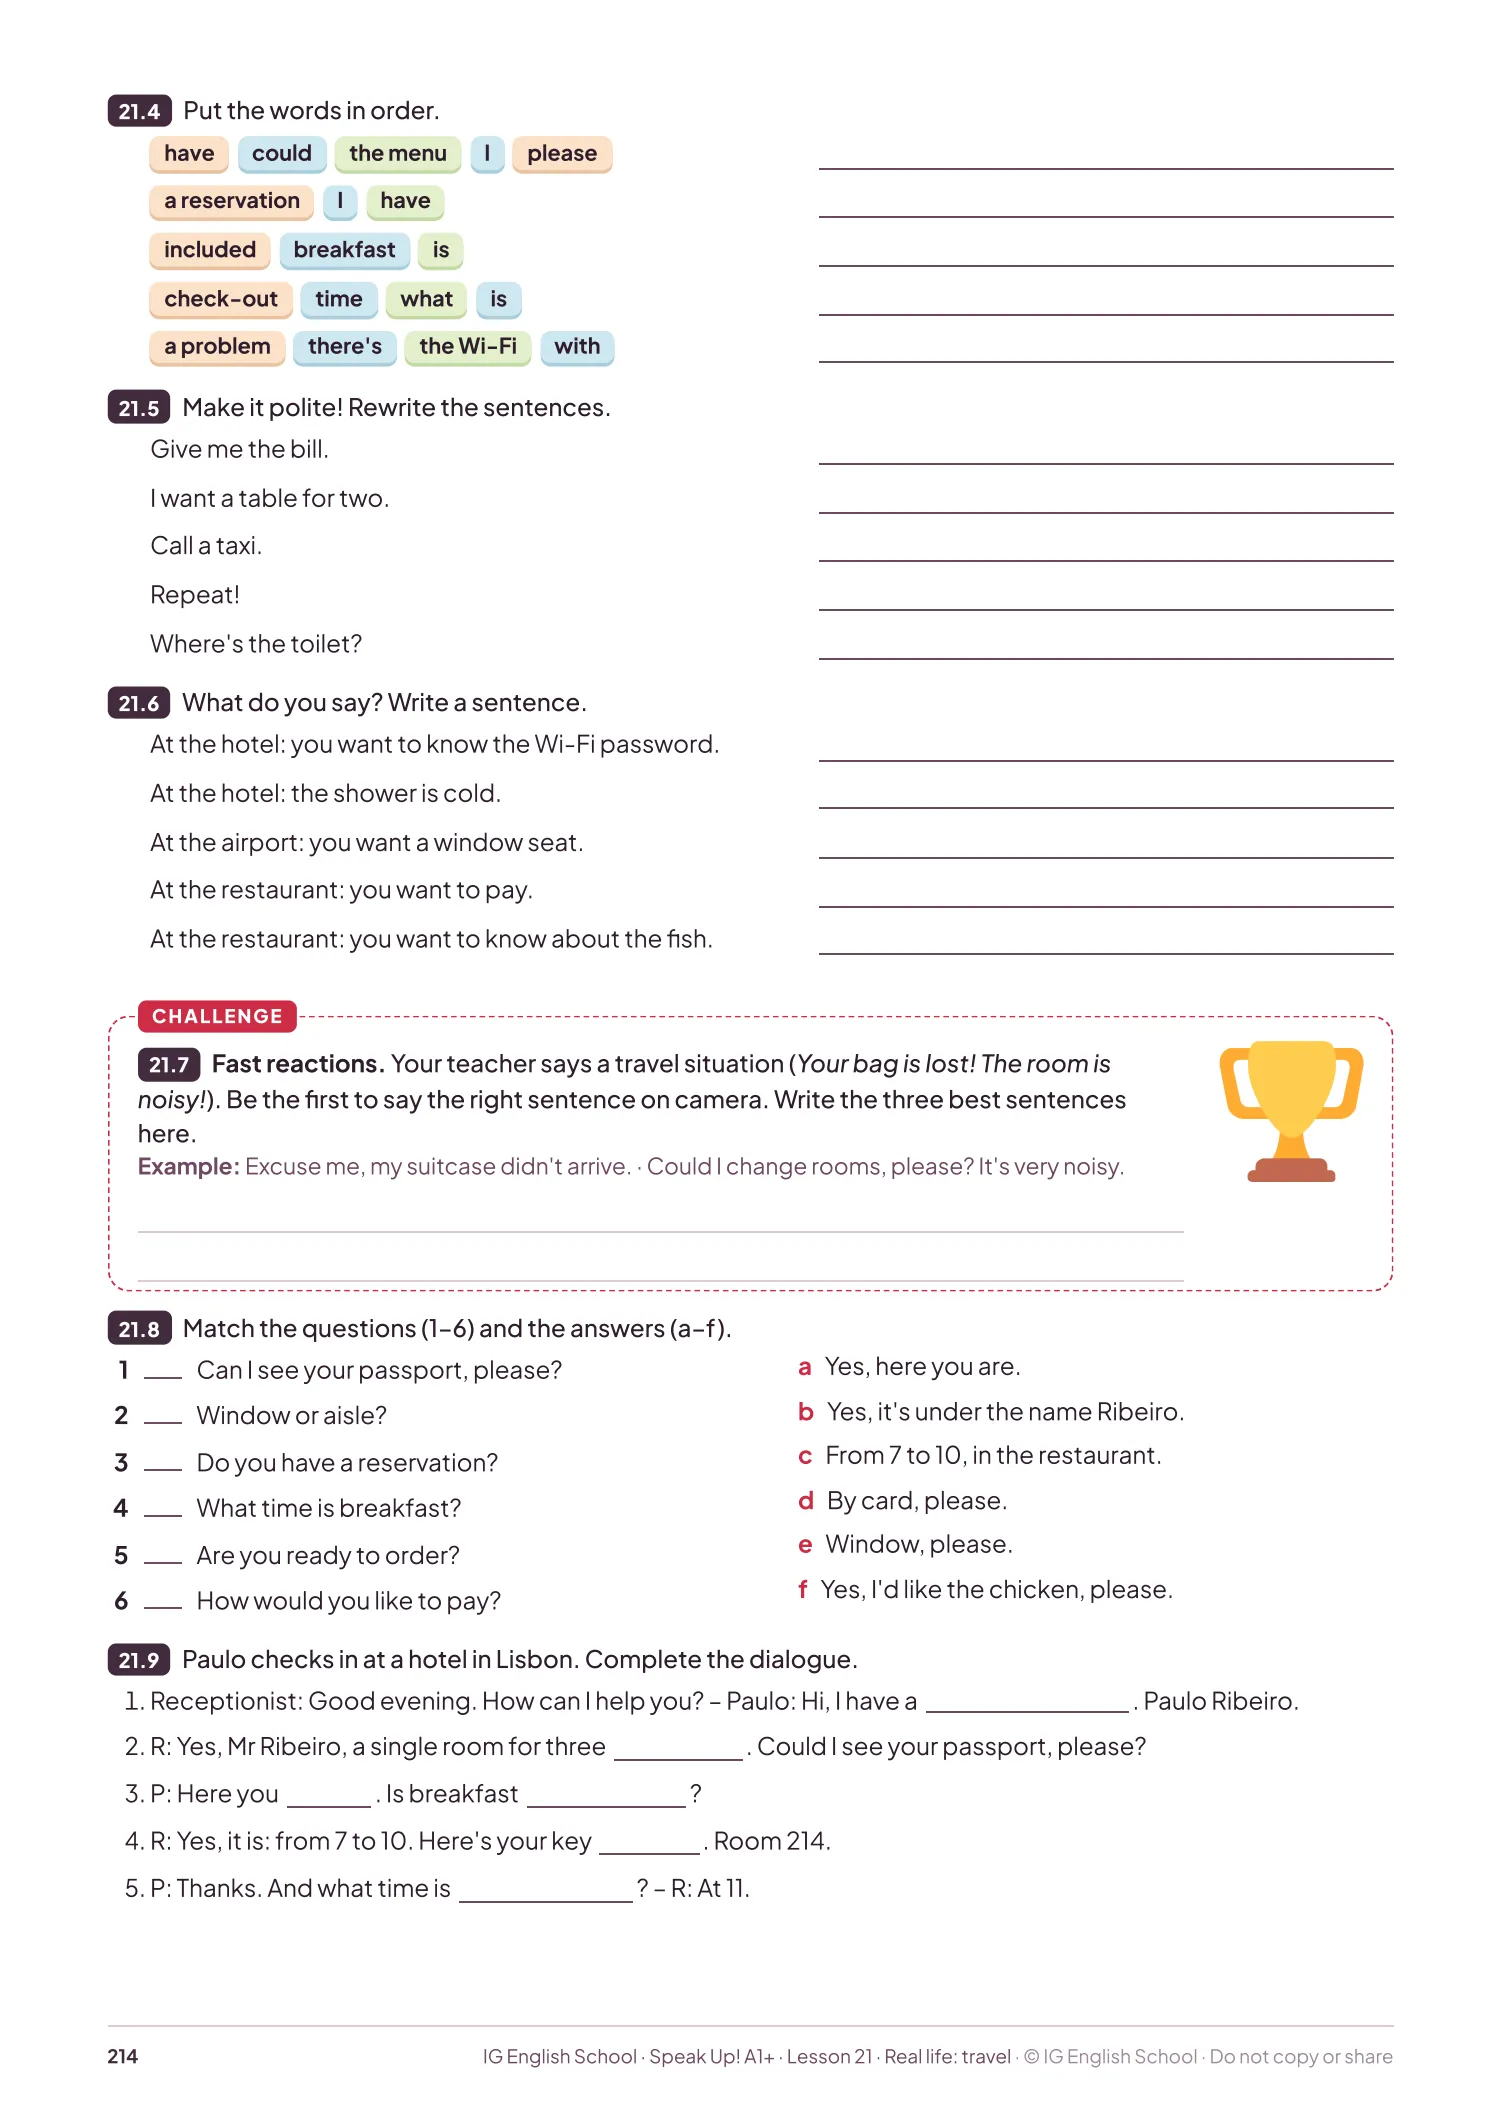 21.4 Put the words in order.
have could the menu I please
a reservation I have
included breakfast is
check-out time what is
a problem there's the Wi-Fi with
21.5 Make it polite! Rewrite the sentences.
Give me the bill.
I want a table for two.
Call a taxi.
Repeat!
Where's the toilet?
21.6 What do you say? Write a sentence.
At the hotel: you want to know the Wi-Fi password.
At the hotel: the shower is cold.
At the airport: you want a window seat.
At the restaurant: you want to pay.
At the restaurant: you want to know about the fish.
CHALLENGE
21.7 Fast reactions. Your teacher says a travel situation (Your bag is lost! The room is
noisy!). Be the first to say the right sentence on camera. Write the three best sentences
here.
Example: Excuse me, my suitcase didn't arrive. · Could I change rooms, please? It's very noisy.
21.8 Match the questions (1–6) and the answers (a–f).
1 ___ Can I see your passport, please?
2 ___ Window or aisle?
3 ___ Do you have a reservation?
4 ___ What time is breakfast?
5 ___ Are you ready to order?
6 ___ How would you like to pay?
a Yes, here you are.
b Yes, it's under the name Ribeiro.
c From 7 to 10, in the restaurant.
d By card, please.
e Window, please.
f Yes, I'd like the chicken, please.
21.9 Paulo checks in at a hotel in Lisbon. Complete the dialogue.
1. Receptionist: Good evening. How can I help you? – Paulo: Hi, I have a ___. Paulo Ribeiro.
2. R: Yes, Mr Ribeiro, a single room for three ___. Could I see your passport, please?
3. P: Here you ___. Is breakfast ___?
4. R: Yes, it is: from 7 to 10. Here's your key ___. Room 214.
5. P: Thanks. And what time is ___? – R: At 11.
214 IG English School · Speak Up! A1+ · Lesson 21 · Real life: travel · © IG English School · Do not copy or share